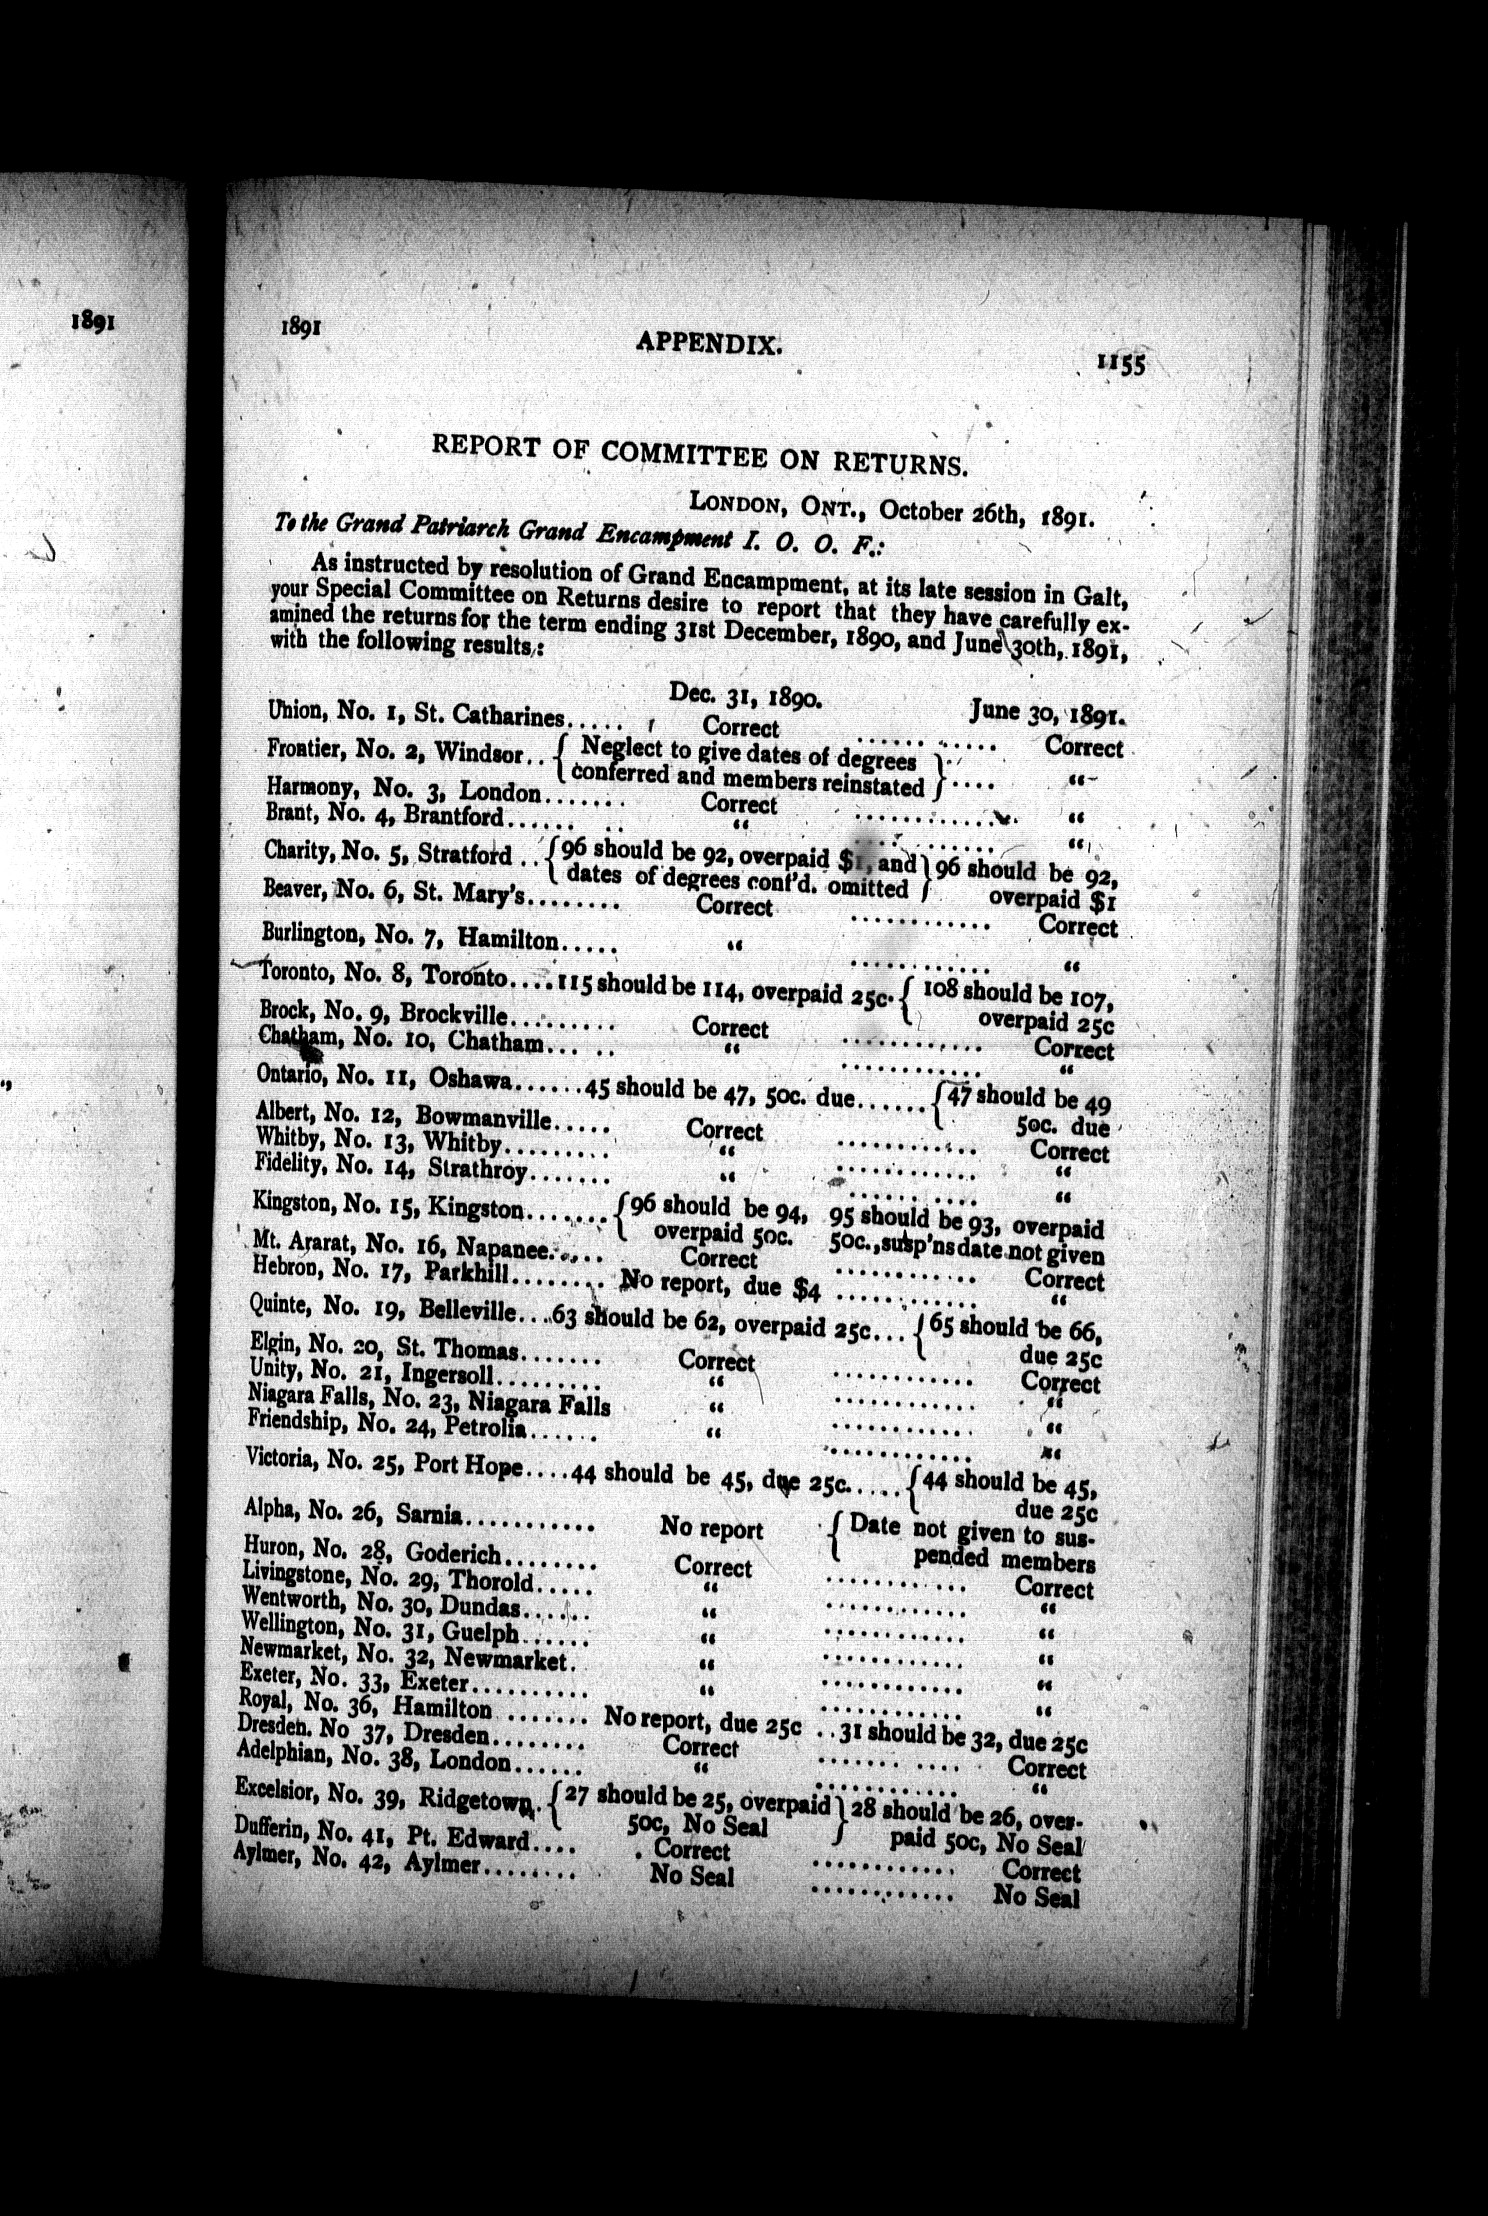 1891
1891 APPENDIX. 1155
REPORT OF COMMITTEE ON RETURNS.
LONDON, ONT., October 26th, 1891.
To the Grand Patriarch Grand Encampment I. O. O. F.:
As instructed by resolution of Grand Encampment, at its late session in Galt,
your Special Committee on Returns desire to report that they have carefully ex-
amined the returns for the term ending 31st December, 1890, and June 30th, 1891,
with the following results:
Dec. 31, 1890. June 30, 1891.
Union, No. 1, St. Catharines..... Correct ........... Correct
Frontier, No. 2, Windsor.. { Neglect to give dates of degrees
conferred and members reinstated } .... "
Harmony, No. 3, London....... Correct ............ "
Brant, No. 4, Brantford...... .. " ............ "
Charity, No. 5, Stratford .. { 96 should be 92, overpaid $1, and } 96 should be 92,
dates of degrees conf'd. omitted } overpaid $1
Beaver, No. 6, St. Mary's........ Correct ............ Correct
Burlington, No. 7, Hamilton..... " ............ "
Toronto, No. 8, Toronto....115 should be 114, overpaid 25c. { 108 should be 107,
overpaid 25c
Brock, No. 9, Brockville......... Correct ............ Correct
Chatham, No. 10, Chatham... .. " ............ "
Ontario, No. 11, Oshawa......45 should be 47, 50c. due...... { 47 should be 49
50c. due
Albert, No. 12, Bowmanville..... Correct ............ Correct
Whitby, No. 13, Whitby......... " ............ "
Fidelity, No. 14, Strathroy....... " ............ "
Kingston, No. 15, Kingston....... { 96 should be 94, 95 should be 93, overpaid
overpaid 50c. 50c., susp'ns date not given
Mt. Ararat, No. 16, Napanee..... Correct ............ Correct
Hebron, No. 17, Parkhill........ No report, due $4 ............ "
Quinte, No. 19, Belleville....63 should be 62, overpaid 25c... { 65 should be 66,
due 25c
Elgin, No. 20, St. Thomas....... Correct ............ Correct
Unity, No. 21, Ingersoll......... " ............ "
Niagara Falls, No. 23, Niagara Falls " ............ "
Friendship, No. 24, Petrolia...... " ............ "
Victoria, No. 25, Port Hope....44 should be 45, due 25c..... { 44 should be 45,
due 25c
Alpha, No. 26, Sarnia........... No report { Date not given to sus-
pended members
Huron, No. 28, Goderich........ Correct ............ Correct
Livingstone, No. 29, Thorold..... " ............ "
Wentworth, No. 30, Dundas...... " ............ "
Wellington, No. 31, Guelph...... " ............ "
Newmarket, No. 32, Newmarket. " ............ "
Exeter, No. 33, Exeter.......... " ............ "
Royal, No. 36, Hamilton ....... No report, due 25c .. 31 should be 32, due 25c
Dresden. No 37, Dresden........ Correct ....... .... Correct
Adelphian, No. 38, London...... " ............ "
Excelsior, No. 39, Ridgetown. { 27 should be 25, overpaid } 28 should be 26, over-
50c, No Seal } paid 50c, No Seal
Dufferin, No. 41, Pt. Edward.... Correct ............ Correct
Aylmer, No. 42, Aylmer........ No Seal ............ No Seal